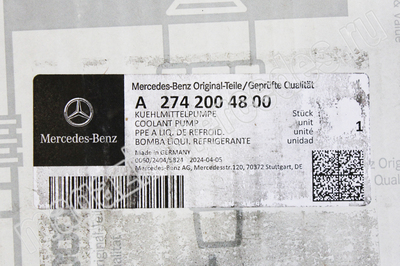 Mercedes-Benz Original-Teile/Geprüfte Qualität
A 274 200 48 00
KUEHLMITTELPUMPE Stück :
COOLANT PUMP unit :
PPE A LIQ. DE REFROID. unité : 1
BOMBA LIQUI. REFRIGERANTE unidad :
Made in GERMANY
2024-04-05
Mercedes-Benz AG, Mercedesstr.120, 70372 Stuttgart, DE
Mercedes-Benz